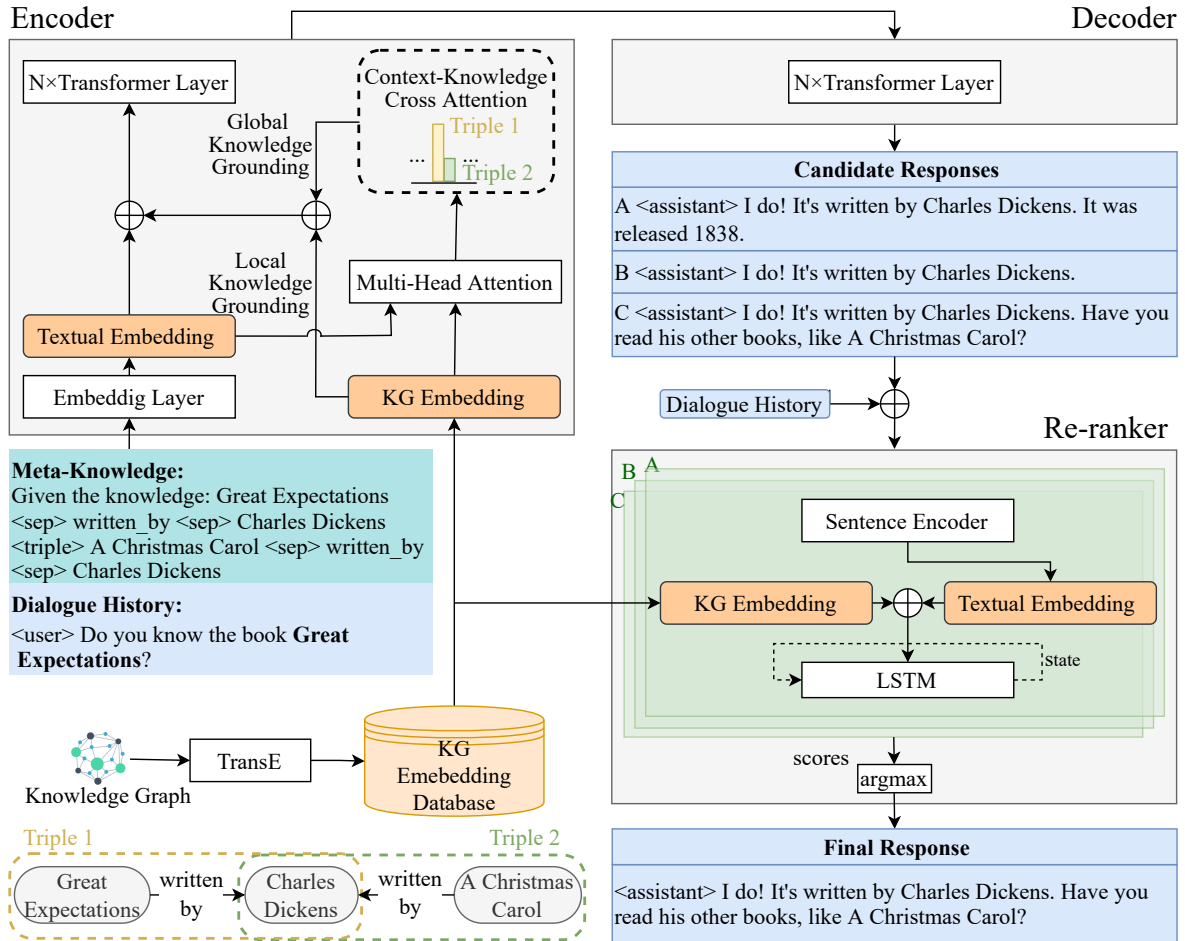 Encoder
N×Transformer Layer
Context-Knowledge
Cross Attention
Triple 1
...
...
Triple 2
Global
Knowledge
Grounding
Local
Knowledge
Grounding
Multi-Head Attention
Textual Embedding
Embeddig Layer
KG Embedding
Meta-Knowledge:
Given the knowledge: Great Expectations
<sep> written_by <sep> Charles Dickens
<triple> A Christmas Carol <sep> written_by
<sep> Charles Dickens
Dialogue History:
<user> Do you know the book Great
Expectations?
Knowledge Graph
TransE
KG
Emebedding
Database
Triple 1
Triple 2
Great
Expectations
written
by
Charles
Dickens
written
by
A Christmas
Carol
Decoder
N×Transformer Layer
Candidate Responses
A <assistant> I do! It's written by Charles Dickens. It was
released 1838.
B <assistant> I do! It's written by Charles Dickens.
C <assistant> I do! It's written by Charles Dickens. Have you
read his other books, like A Christmas Carol?
Dialogue History
Re-ranker
A
B
C
Sentence Encoder
KG Embedding
Textual Embedding
State
LSTM
scores
argmax
Final Response
<assistant> I do! It's written by Charles Dickens. Have you
read his other books, like A Christmas Carol?